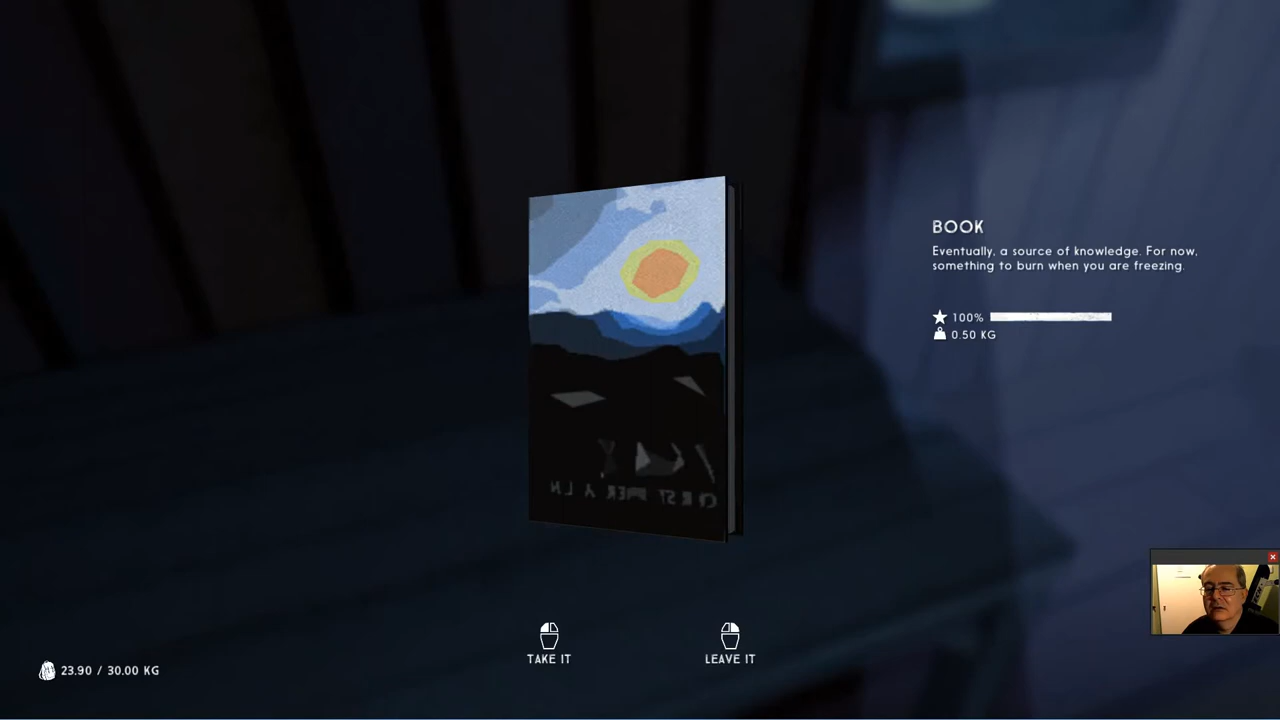 BOOK
Eventually, a source of knowledge. For now,
something to burn when you are freezing.
100%
0.50 KG
TAKE IT
LEAVE IT
23.90 / 30.00 KG